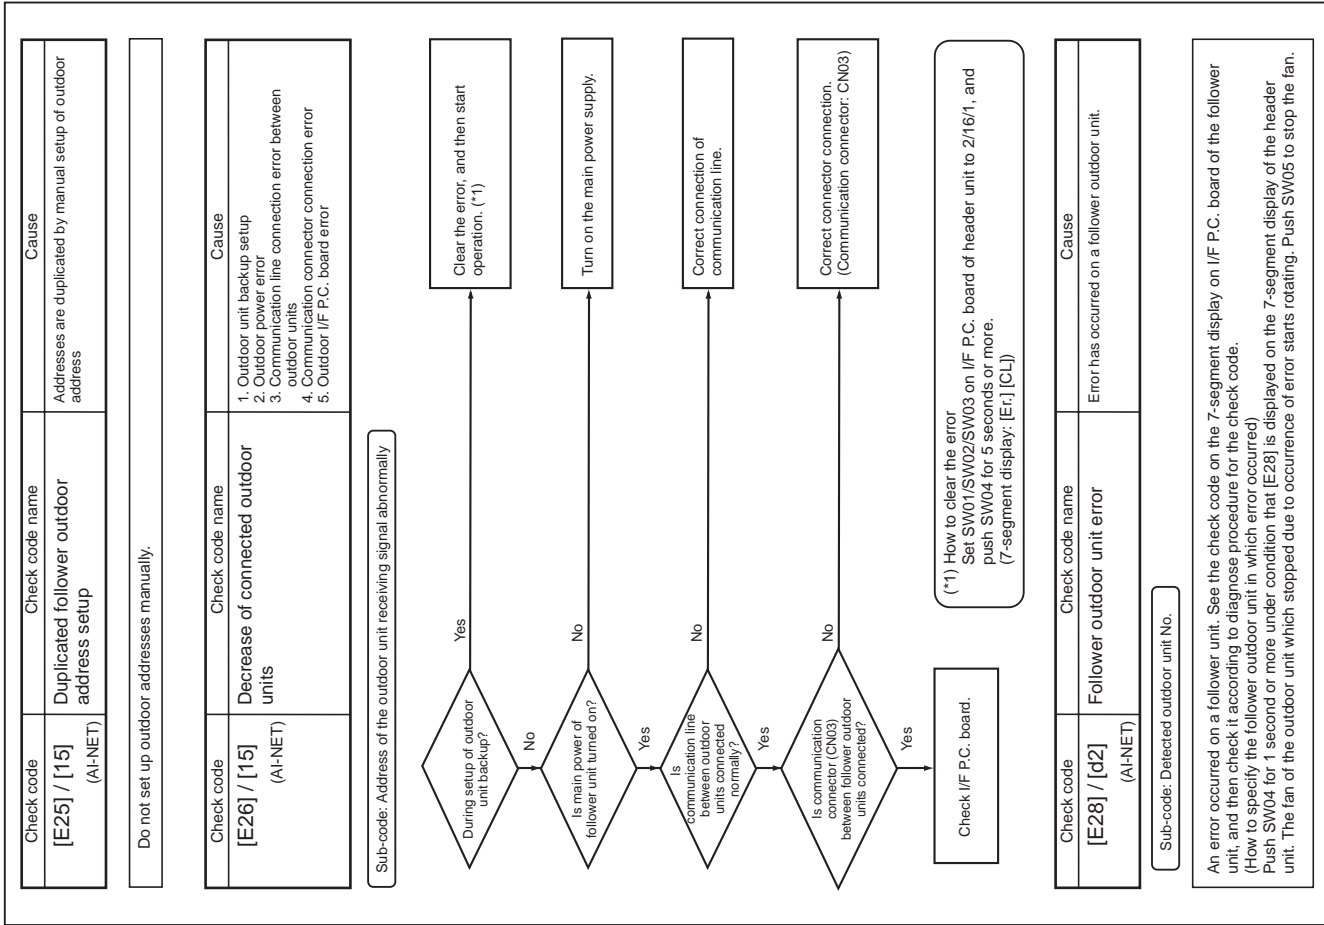 Check code
Check code name
Cause
[E25] / [15]
(AI-NET)
Duplicated follower outdoor
address setup
Addresses are duplicated by manual setup of outdoor
address
Do not set up outdoor addresses manually.
Check code
Check code name
Cause
[E26] / [15]
(AI-NET)
Decrease of connected outdoor
units
1. Outdoor unit backup setup
2. Outdoor power error
3. Communication line connection error between
outdoor units
4. Communication connector connection error
5. Outdoor I/F P.C. board error
Sub-code: Address of the outdoor unit receiving signal abnormally
During setup of outdoor
unit backup?
Yes
Clear the error, and then start
operation. (*1)
No
Is main power of
follower unit turned on?
No
Turn on the main power supply.
Yes
Is
communication line
between outdoor
units connected
normally?
No
Correct connection of
communication line.
Yes
Is communication
connector (CN03)
between follower outdoor
units connected?
No
Correct connector connection.
(Communication connector: CN03)
Yes
Check I/F P.C. board.
(*1) How to clear the error
Set SW01/SW02/SW03 on I/F P.C. board of header unit to 2/16/1, and
push SW04 for 5 seconds or more.
(7-segment display: [Er.] [CL])
Check code
Check code name
Cause
[E28] / [d2]
(AI-NET)
Follower outdoor unit error
Error has occurred on a follower outdoor unit.
Sub-code: Detected outdoor unit No.
An error occurred on a follower unit. See the check code on the 7-segment display on I/F P.C. board of the follower
unit, and then check it according to diagnose procedure for the check code.
(How to specify the follower outdoor unit in which error occurred)
Push SW04 for 1 second or more under condition that [E28] is displayed on the 7-segment display of the header
unit. The fan of the outdoor unit which stopped due to occurrence of error starts rotating. Push SW05 to stop the fan.